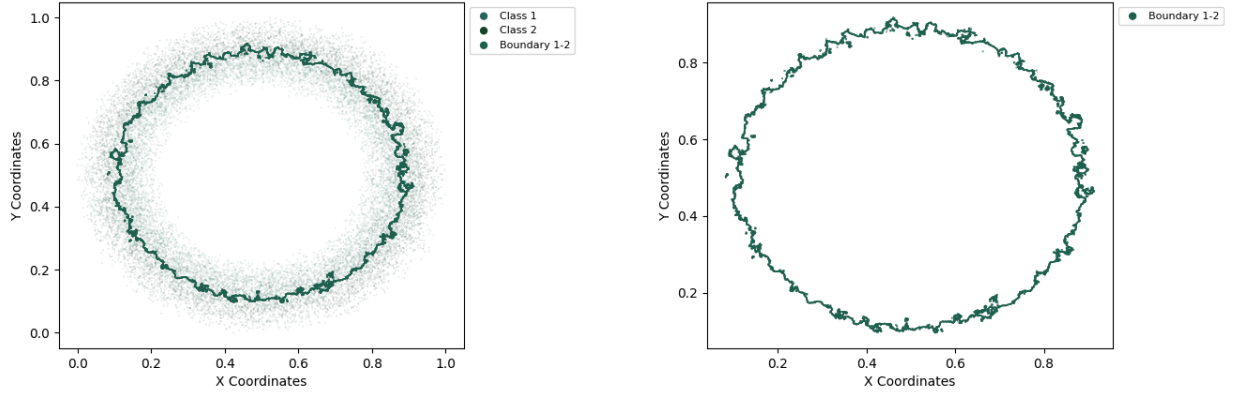 1.0
0.8
0.6
0.4
0.2
0.0
Y Coordinates
0.0 0.2 0.4 0.6 0.8 1.0
X Coordinates
Class 1
Class 2
Boundary 1-2
0.8
0.6
0.4
0.2
Y Coordinates
0.2 0.4 0.6 0.8
X Coordinates
Boundary 1-2